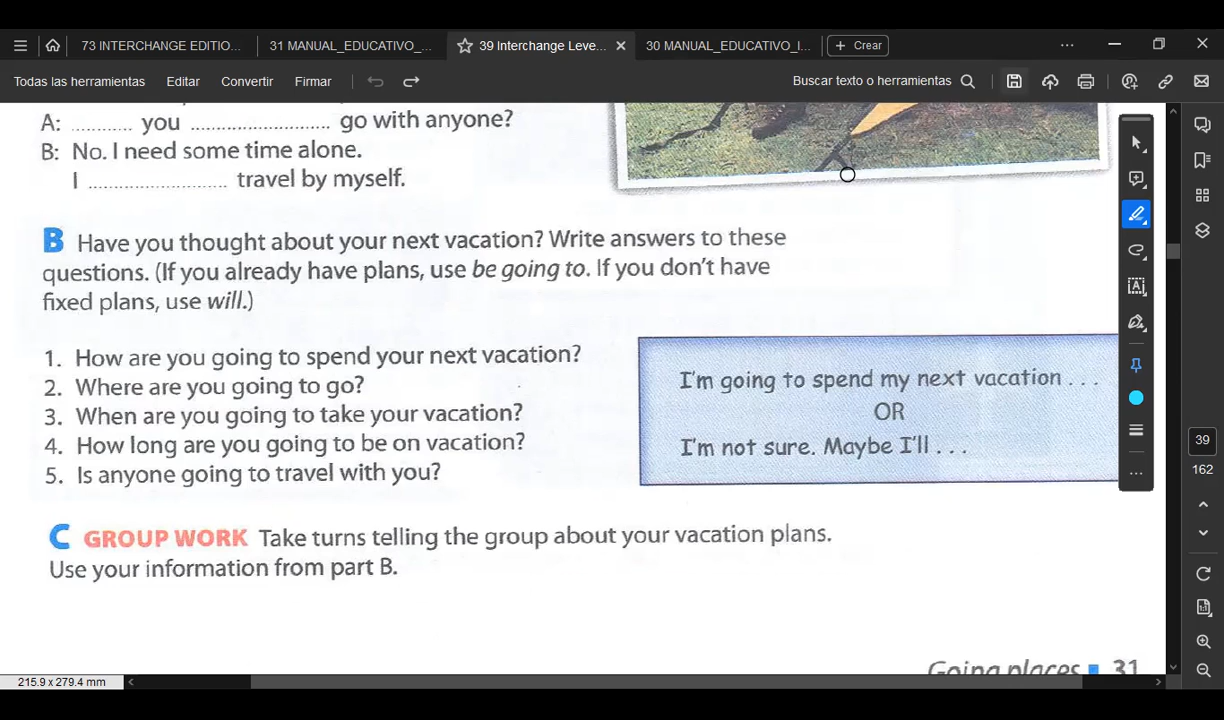 73 INTERCHANGE EDITIO...
31 MANUAL_EDUCATIVO_...
39 Interchange Leve...
30 MANUAL_EDUCATIVO_I...
+ Crear
Todas las herramientas Editar Convertir Firmar
Buscar texto o herramientas
A: ........... you .......................... go with anyone?
B: No. I need some time alone.
I .......................... travel by myself.
B Have you thought about your next vacation? Write answers to these
questions. (If you already have plans, use be going to. If you don't have
fixed plans, use will.)
1. How are you going to spend your next vacation?
2. Where are you going to go?
3. When are you going to take your vacation?
4. How long are you going to be on vacation?
5. Is anyone going to travel with you?
I'm going to spend my next vacation . . .
OR
I'm not sure. Maybe I'll . . .
C GROUP WORK Take turns telling the group about your vacation plans.
Use your information from part B.
Going places 31
39
162
215.9 x 279.4 mm